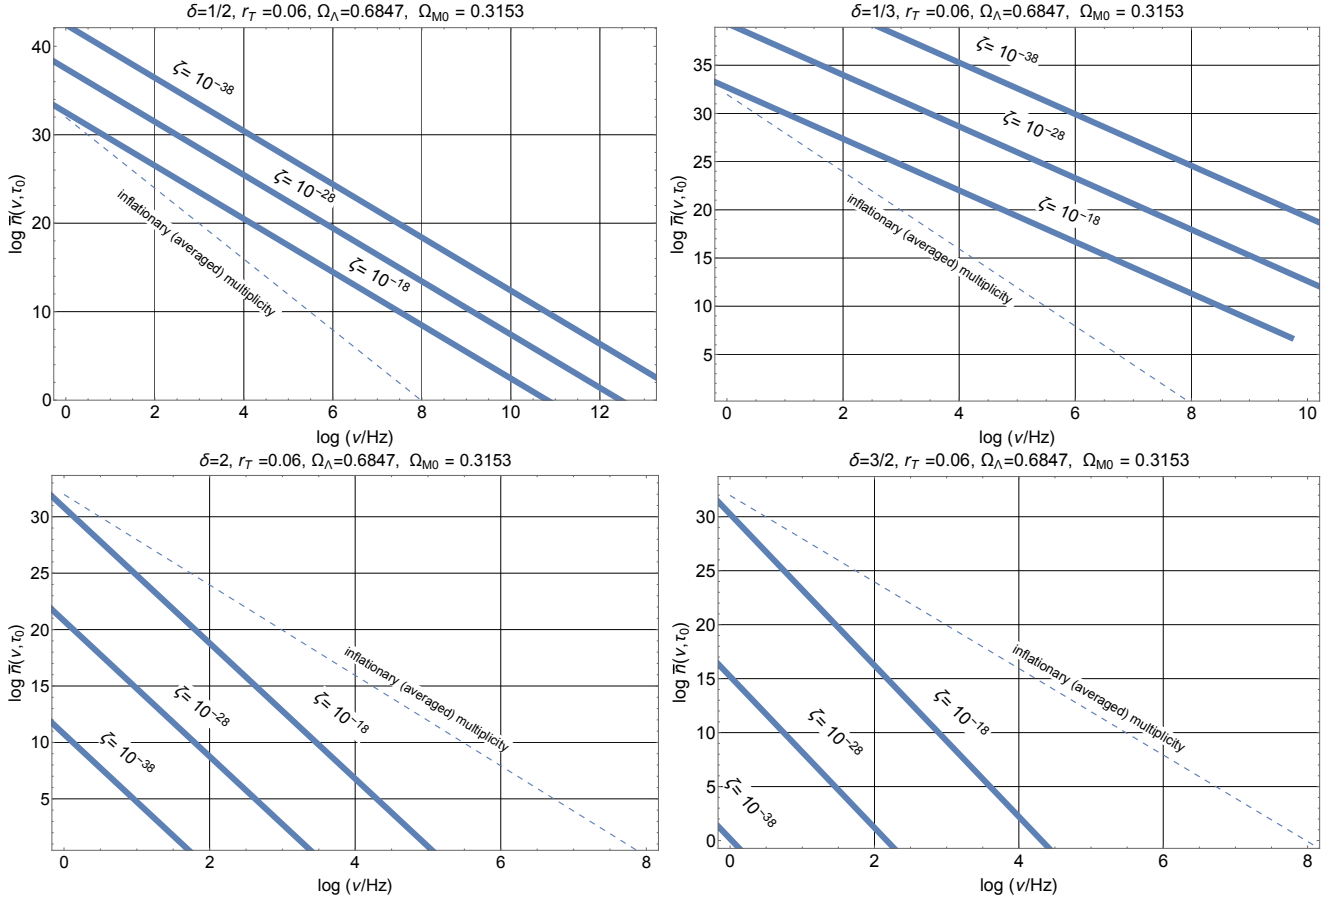 δ=1/2, r_T =0.06, Ω_Λ=0.6847, Ω_M0 = 0.3153
log n̅(ν,τ₀)
40
30
20
10
0
ζ= 10⁻³⁸
ζ= 10⁻²⁸
ζ= 10⁻¹⁸
inflationary (averaged) multiplicity
0 2 4 6 8 10 12
log (ν/Hz)
δ=1/3, r_T =0.06, Ω_Λ=0.6847, Ω_M0 = 0.3153
log n̅(ν,τ₀)
35
30
25
20
15
10
5
ζ= 10⁻³⁸
ζ= 10⁻²⁸
ζ= 10⁻¹⁸
inflationary (averaged) multiplicity
0 2 4 6 8 10
log (ν/Hz)
δ=2, r_T =0.06, Ω_Λ=0.6847, Ω_M0 = 0.3153
log n̅(ν,τ₀)
30
25
20
15
10
5
inflationary (averaged) multiplicity
ζ= 10⁻¹⁸
ζ= 10⁻²⁸
ζ= 10⁻³⁸
0 2 4 6 8
log (ν/Hz)
δ=3/2, r_T =0.06, Ω_Λ=0.6847, Ω_M0 = 0.3153
log n̅(ν,τ₀)
30
25
20
15
10
5
0
inflationary (averaged) multiplicity
ζ= 10⁻¹⁸
ζ= 10⁻²⁸
ζ= 10⁻³⁸
0 2 4 6 8
log (ν/Hz)